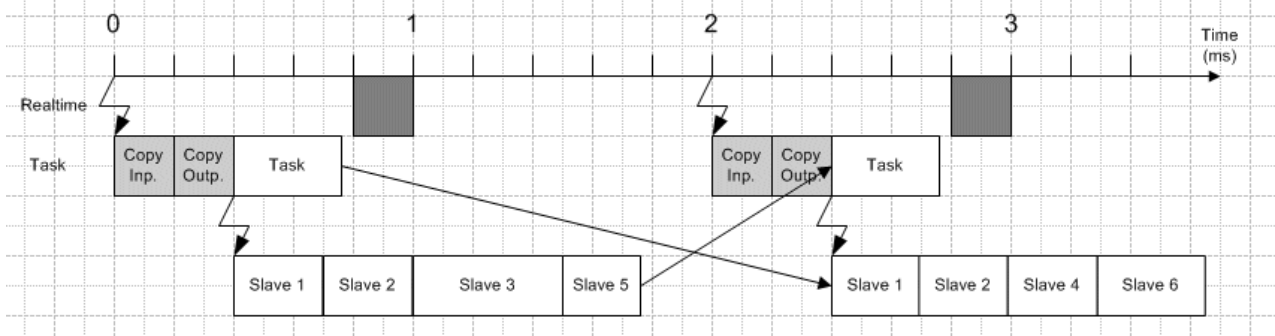 0 1 2 3
Time
(ms)
Realtime
Task
Copy
Inp.
Copy
Outp.
Task
Copy
Inp.
Copy
Outp.
Task
Slave 1 Slave 2 Slave 3 Slave 5 Slave 1 Slave 2 Slave 4 Slave 6